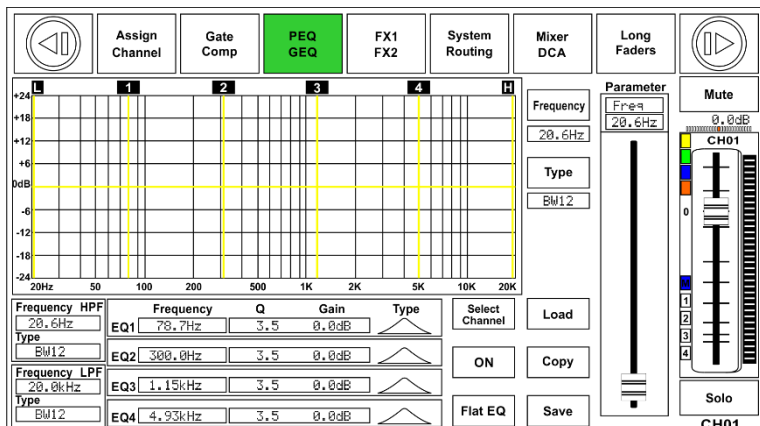 Assign Channel
Gate Comp
PEQ GEQ
FX1 FX2
System Routing
Mixer DCA
Long Faders
L 1 2 3 4 H
+24
+18
+12
+6
0dB
-6
-12
-18
-24
20Hz 50 100 200 500 1K 2K 5K 10K 20K
Frequency
20.6Hz
Type
BW12
Parameter
Freq
20.6Hz
Mute
0.0dB
CH01
0
M
1
2
3
4
Solo
CH01
Frequency HPF
20.6Hz
Type
BW12
Frequency LPF
20.0kHz
Type
BW12
Frequency Q Gain Type
EQ1 78.7Hz 3.5 0.0dB
EQ2 300.0Hz 3.5 0.0dB
EQ3 1.15kHz 3.5 0.0dB
EQ4 4.93kHz 3.5 0.0dB
Select Channel
Load
ON
Copy
Flat EQ
Save